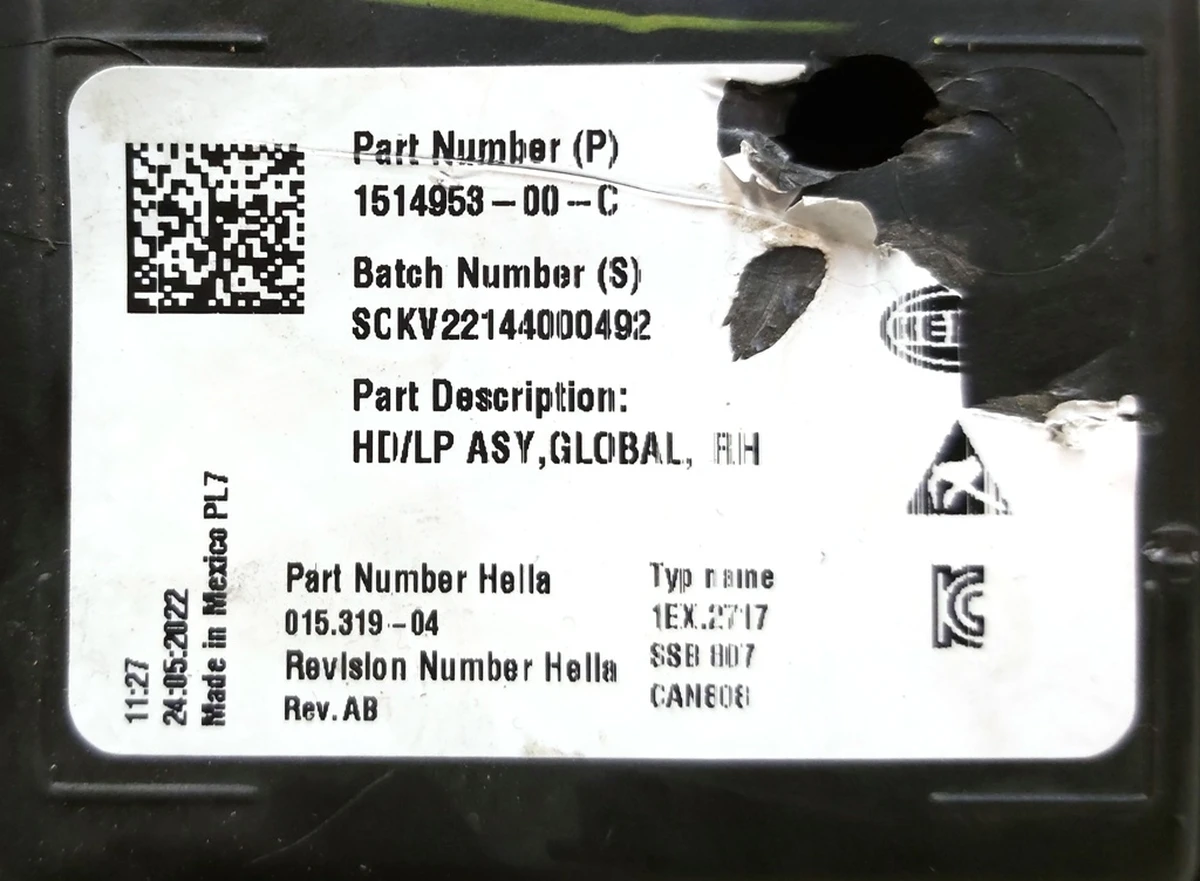 Part Number (P)
1514953-00-C
Batch Number (S)
SCKV22144000492
Part Description:
HD/LP ASY,GLOBAL, RH
11:27
24:05:2022
Made in Mexico PL7
Part Number Hella
015.319-04
Revision Number Hella
Rev. AB
Typ name
1EX.2717
SSB 807
CAN808
KC